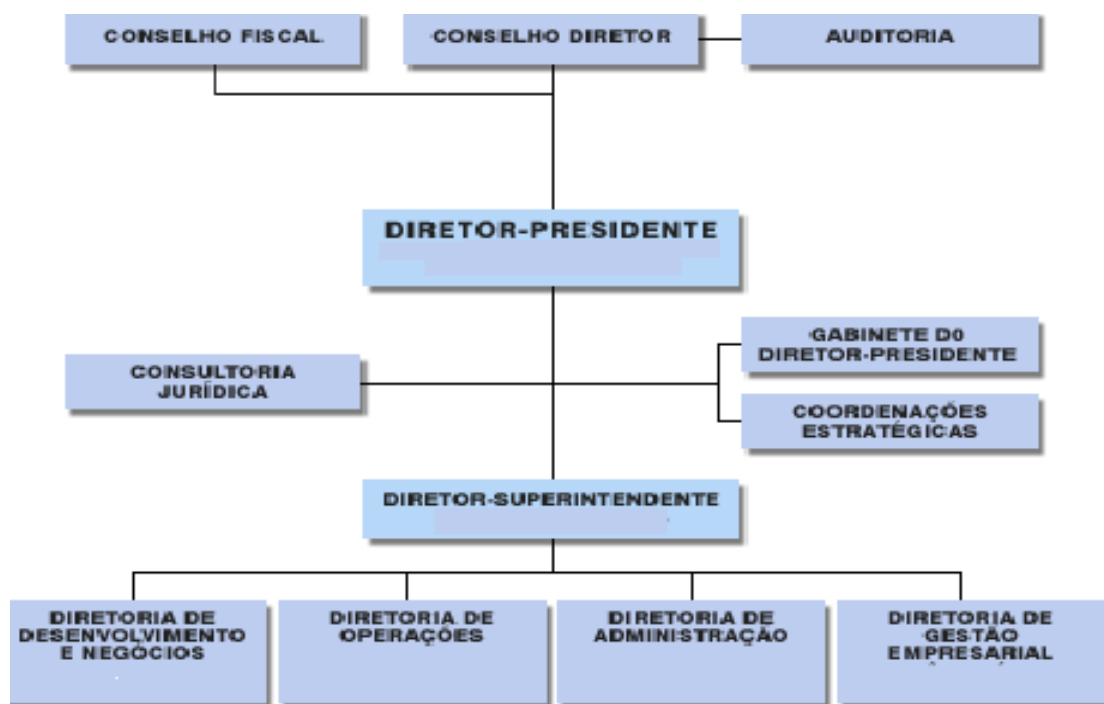 CONSELHO FISCAL
CONSELHO DIRETOR
AUDITORIA
DIRETOR-PRESIDENTE
GABINETE DO
DIRETOR-PRESIDENTE
CONSULTORIA
JURÍDICA
COORDENAÇÕES
ESTRATÉGICAS
DIRETOR-SUPERINTENDENTE
DIRETORIA DE
DESENVOLVIMENTO
E NEGÓCIOS
DIRETORIA DE
OPERAÇÕES
DIRETORIA DE
ADMINISTRAÇÃO
DIRETORIA DE
GESTÃO
EMPRESARIAL